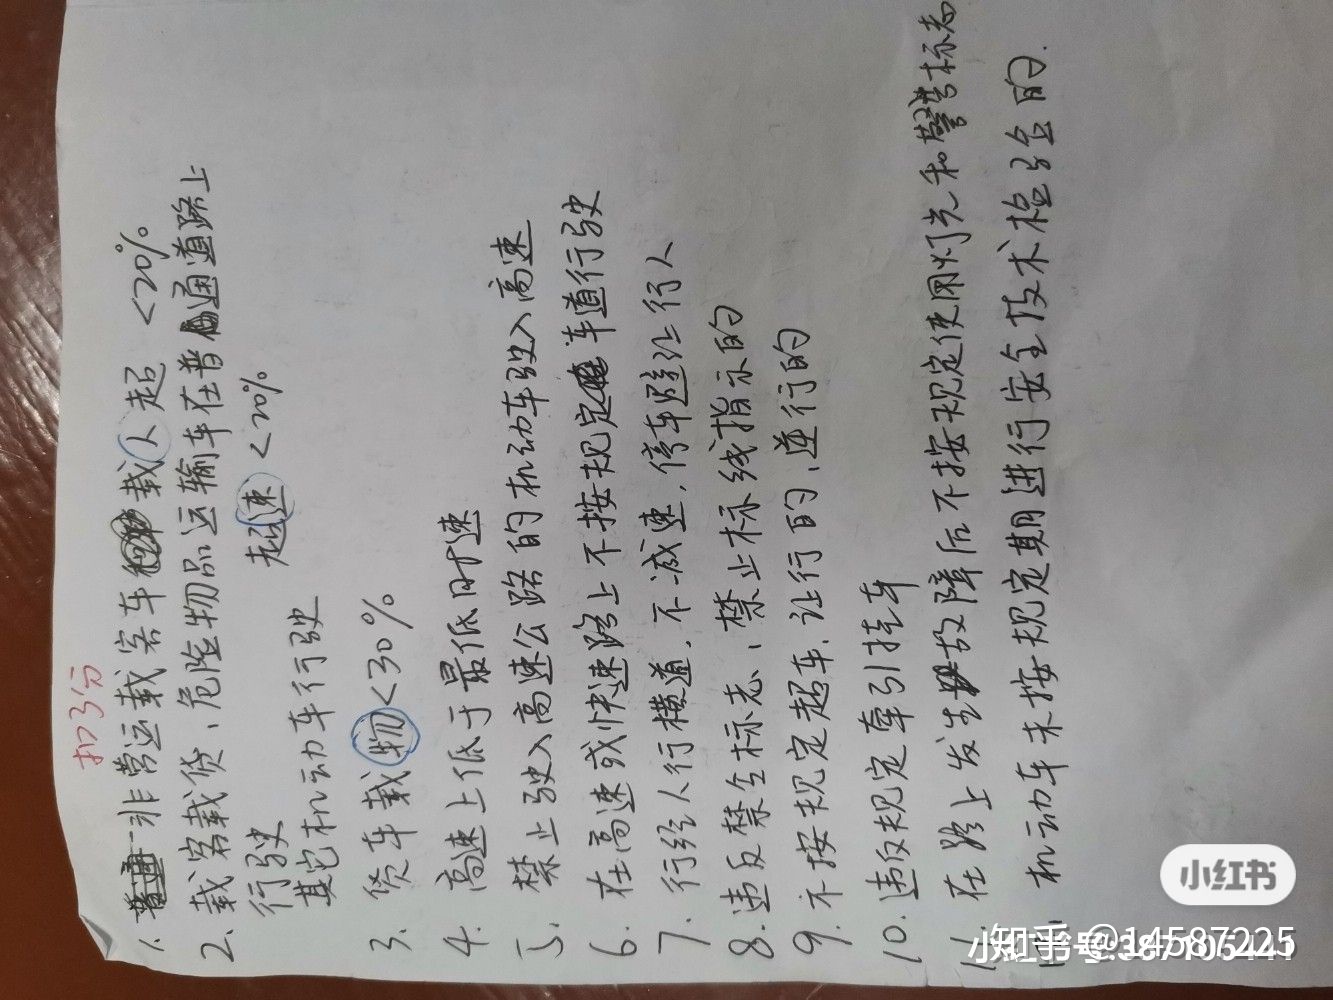 扣3分
1. 非营运载客车载人超 <20%
2. 载客载货、危险物品运输车在普通道路上
行驶 超速 <20%
其它机动车行驶
3. 货车载物<30%
4. 高速上低于最低时速
5. 禁止驶入高速公路的机动车驶入高速
6. 在高速或快速路上不按规定车道行驶
7. 行经人行横道,不减速,停车避让行人
8. 违反禁令标志,禁止标线指示的
9. 不按规定超车,让行的,逆行的
10. 违反规定牵引挂车
11. 在路上发生故障后不按规定使用灯光和警告标志
机动车未按规定期进行安全技术检验的.
小红书